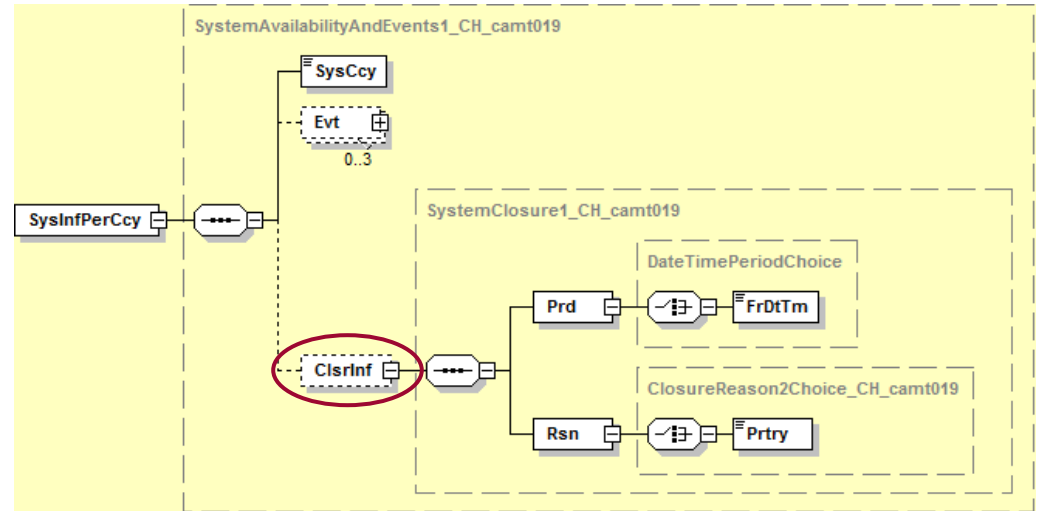 SystemAvailabilityAndEvents1_CH_camt019
SysCcy
Evt
0..3
SysInfPerCcy
SystemClosure1_CH_camt019
DateTimePeriodChoice
Prd
FrDtTm
ClsrInf
ClosureReason2Choice_CH_camt019
Rsn
Prtry